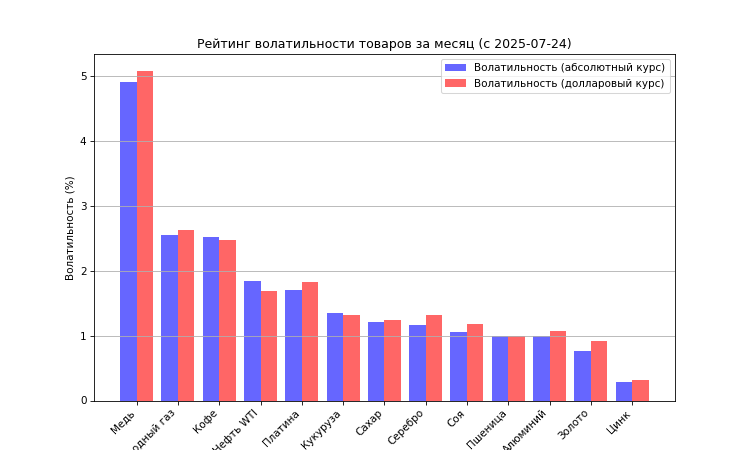 Рейтинг волатильности товаров за месяц (с 2025-07-24)
Волатильность (абсолютный курс)
Волатильность (долларовый курс)
Волатильность (%)
5
4
3
2
1
0
Медь
одный газ
Кофе
Нефть WTI
Платина
Кукуруза
Сахар
Серебро
Соя
Пшеница
Алюминий
Золото
Цинк